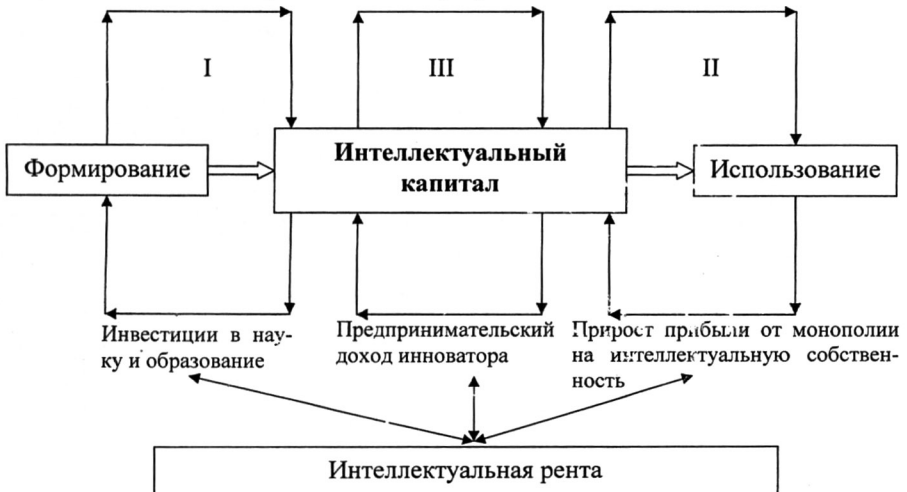 I
III
II
Формирование
Интеллектуальный
капитал
Использование
Инвестиции в нау-
ку и образование
Предпринимательский
доход инноватора
Прирост прибыли от монополии
на интеллектуальную собствен-
ность
Интеллектуальная рента